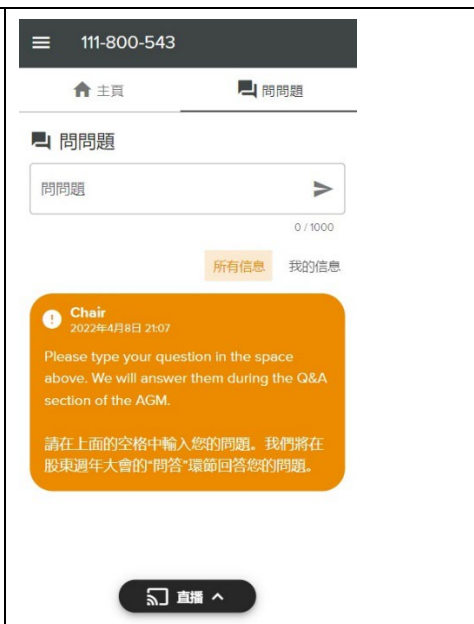 111-800-543
主頁
問問題
問問題
問問題
0 / 1000
所有信息
我的信息
Chair
2022年4月8日 21:07
Please type your question in the space
above. We will answer them during the Q&A
section of the AGM.
請在上面的空格中輸入您的問題。我們將在
股東週年大會的“問答”環節回答您的問題。
直播